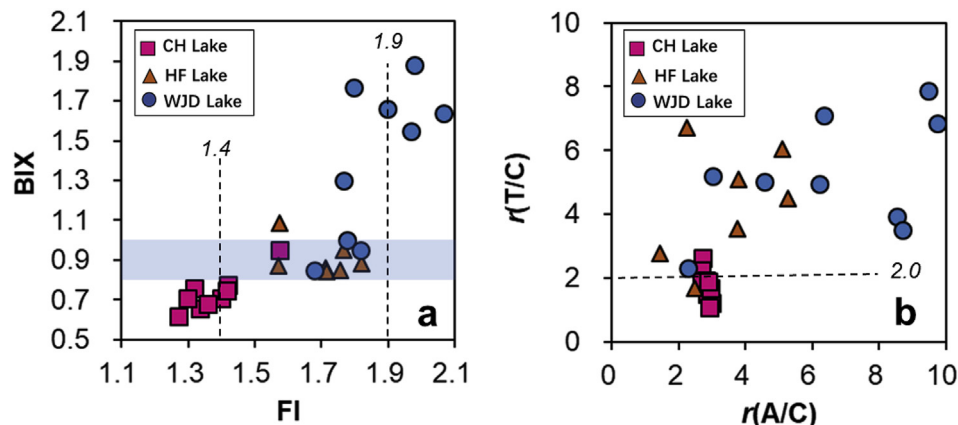 2.1
1.9
1.7
1.5
1.3
1.1
0.9
0.7
0.5
BIX
CH Lake
HF Lake
WJD Lake
1.4
1.9
a
1.1 1.3 1.5 1.7 1.9 2.1
FI
10
8
6
4
2
0
r(T/C)
CH Lake
HF Lake
WJD Lake
2.0
b
0 2 4 6 8 10
r(A/C)